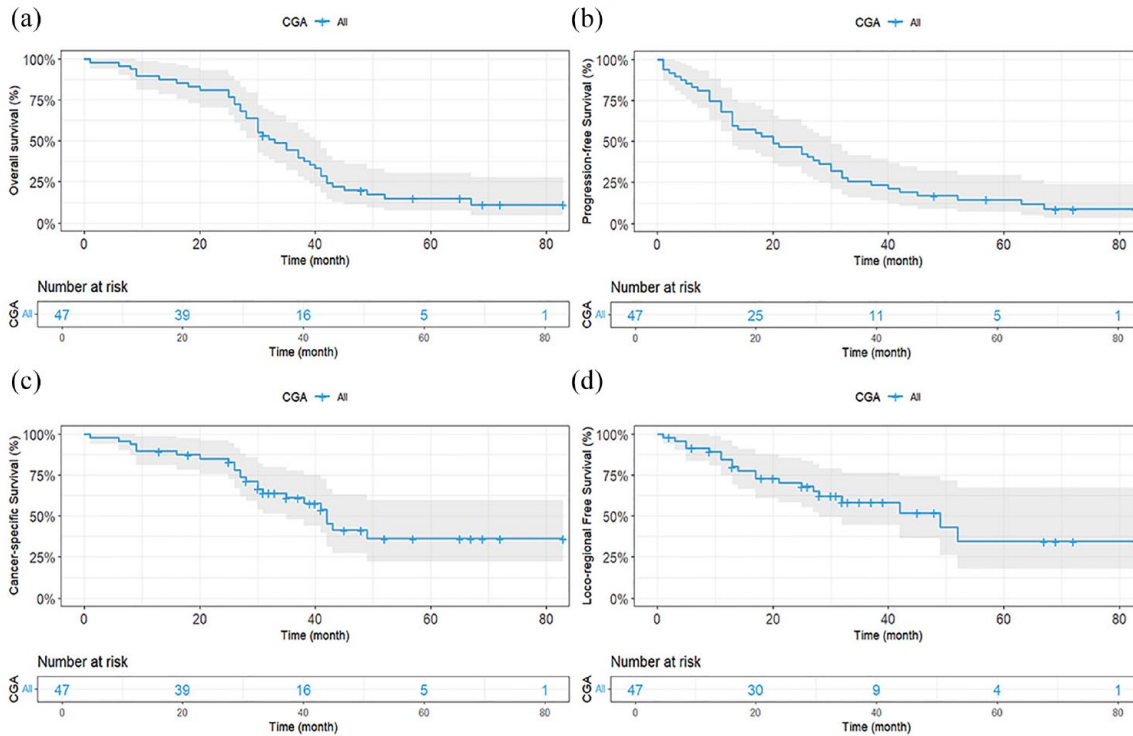 (a)
CGA All
Overall survival (%)
100%
75%
50%
25%
0%
0 20 40 60 80
Time (month)
Number at risk
CGA
All 47 39 16 5 1
0 20 40 60 80
Time (month)
(b)
CGA All
Progression-free Survival (%)
100%
75%
50%
25%
0%
0 20 40 60 80
Time (month)
Number at risk
CGA
All 47 25 11 5 1
0 20 40 60 80
Time (month)
(c)
CGA All
Cancer-specific Survival (%)
100%
75%
50%
25%
0%
0 20 40 60 80
Time (month)
Number at risk
CGA
All 47 39 16 5 1
0 20 40 60 80
Time (month)
(d)
CGA All
Loco-regional Free Survival (%)
100%
75%
50%
25%
0%
0 20 40 60 80
Time (month)
Number at risk
CGA
All 47 30 9 4 1
0 20 40 60 80
Time (month)